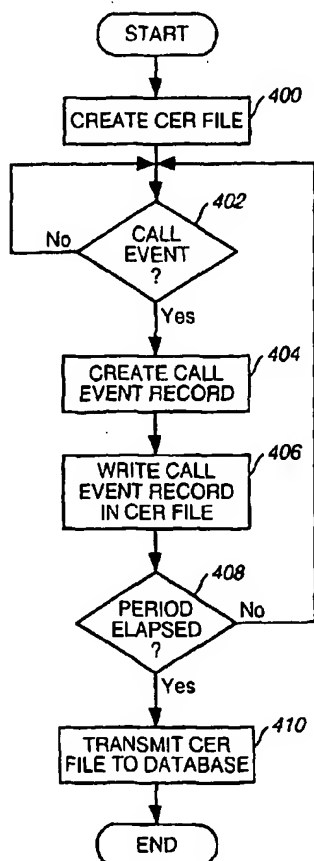 START
400
CREATE CER FILE
402
No
CALL
EVENT
?
Yes
404
CREATE CALL
EVENT RECORD
406
WRITE CALL
EVENT RECORD
IN CER FILE
408
PERIOD
ELAPSED
?
No
Yes
410
TRANSMIT CER
FILE TO DATABASE
END